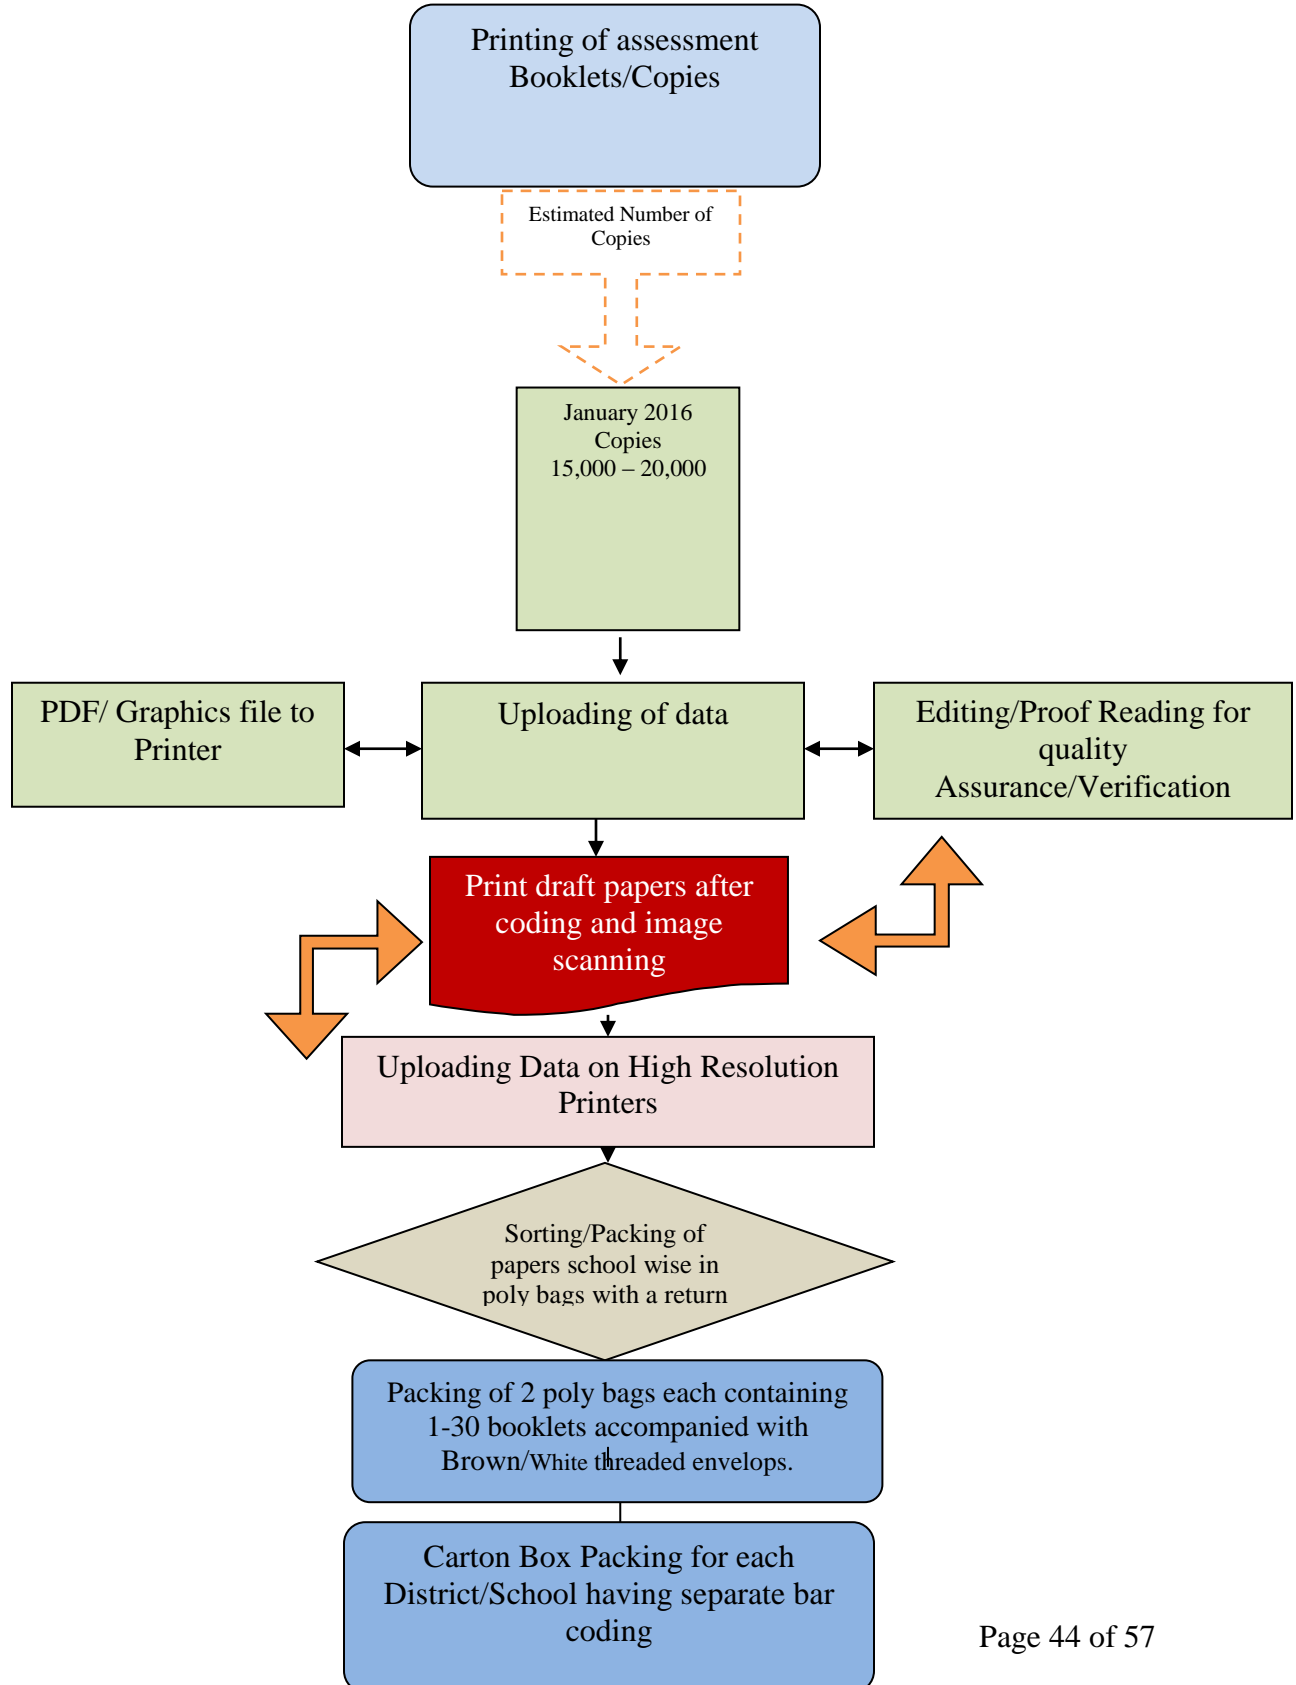 Printing of assessment
Booklets/Copies
Estimated Number of
Copies
January 2016
Copies
15,000 – 20,000
PDF/ Graphics file to
Printer
Uploading of data
Editing/Proof Reading for
quality
Assurance/Verification
Print draft papers after
coding and image
scanning
Uploading Data on High Resolution
Printers
Sorting/Packing of
papers school wise in
poly bags with a return
Packing of 2 poly bags each containing
1-30 booklets accompanied with
Brown/White threaded envelops.
Carton Box Packing for each
District/School having separate bar
coding
Page 44 of 57